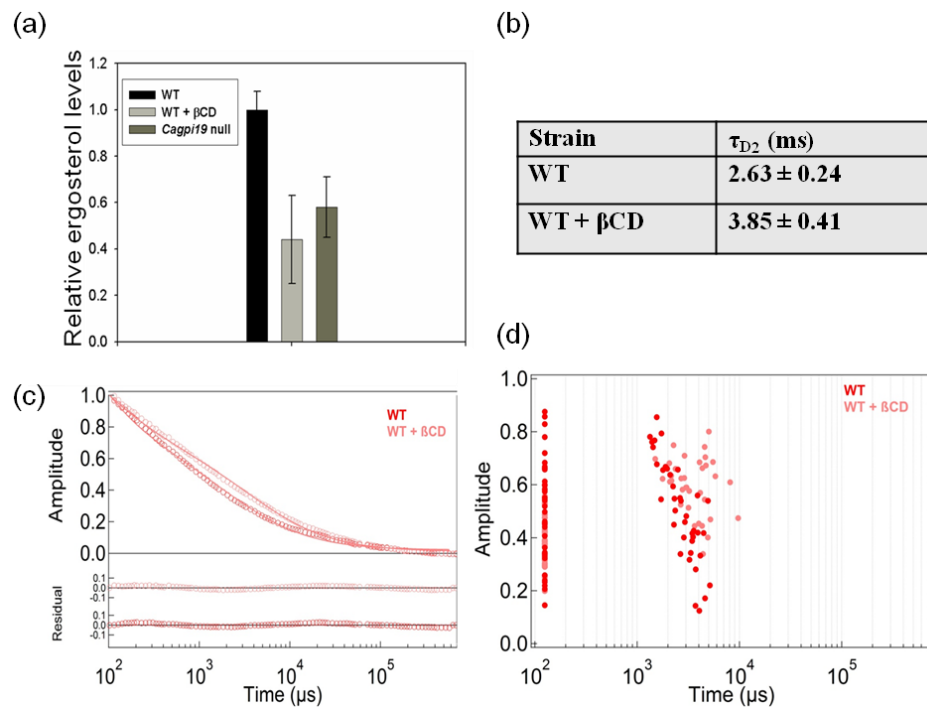 (a)
Relative ergosterol levels
1.2
1.0
0.8
0.6
0.4
0.2
0.0
WT
WT + βCD
Cagpi19 null
(b)
Strain τD2 (ms)
WT 2.63 ± 0.24
WT + βCD 3.85 ± 0.41
(c)
Amplitude
1.0
0.8
0.6
0.4
0.2
0.0
WT
WT + ßCD
Residual
0.1
0.0
-0.1
0.1
0.0
-0.1
10² 10³ 10⁴ 10⁵
Time (µs)
(d)
Amplitude
1.0
0.8
0.6
0.4
0.2
0.0
WT
WT + ßCD
10² 10³ 10⁴ 10⁵
Time (µs)